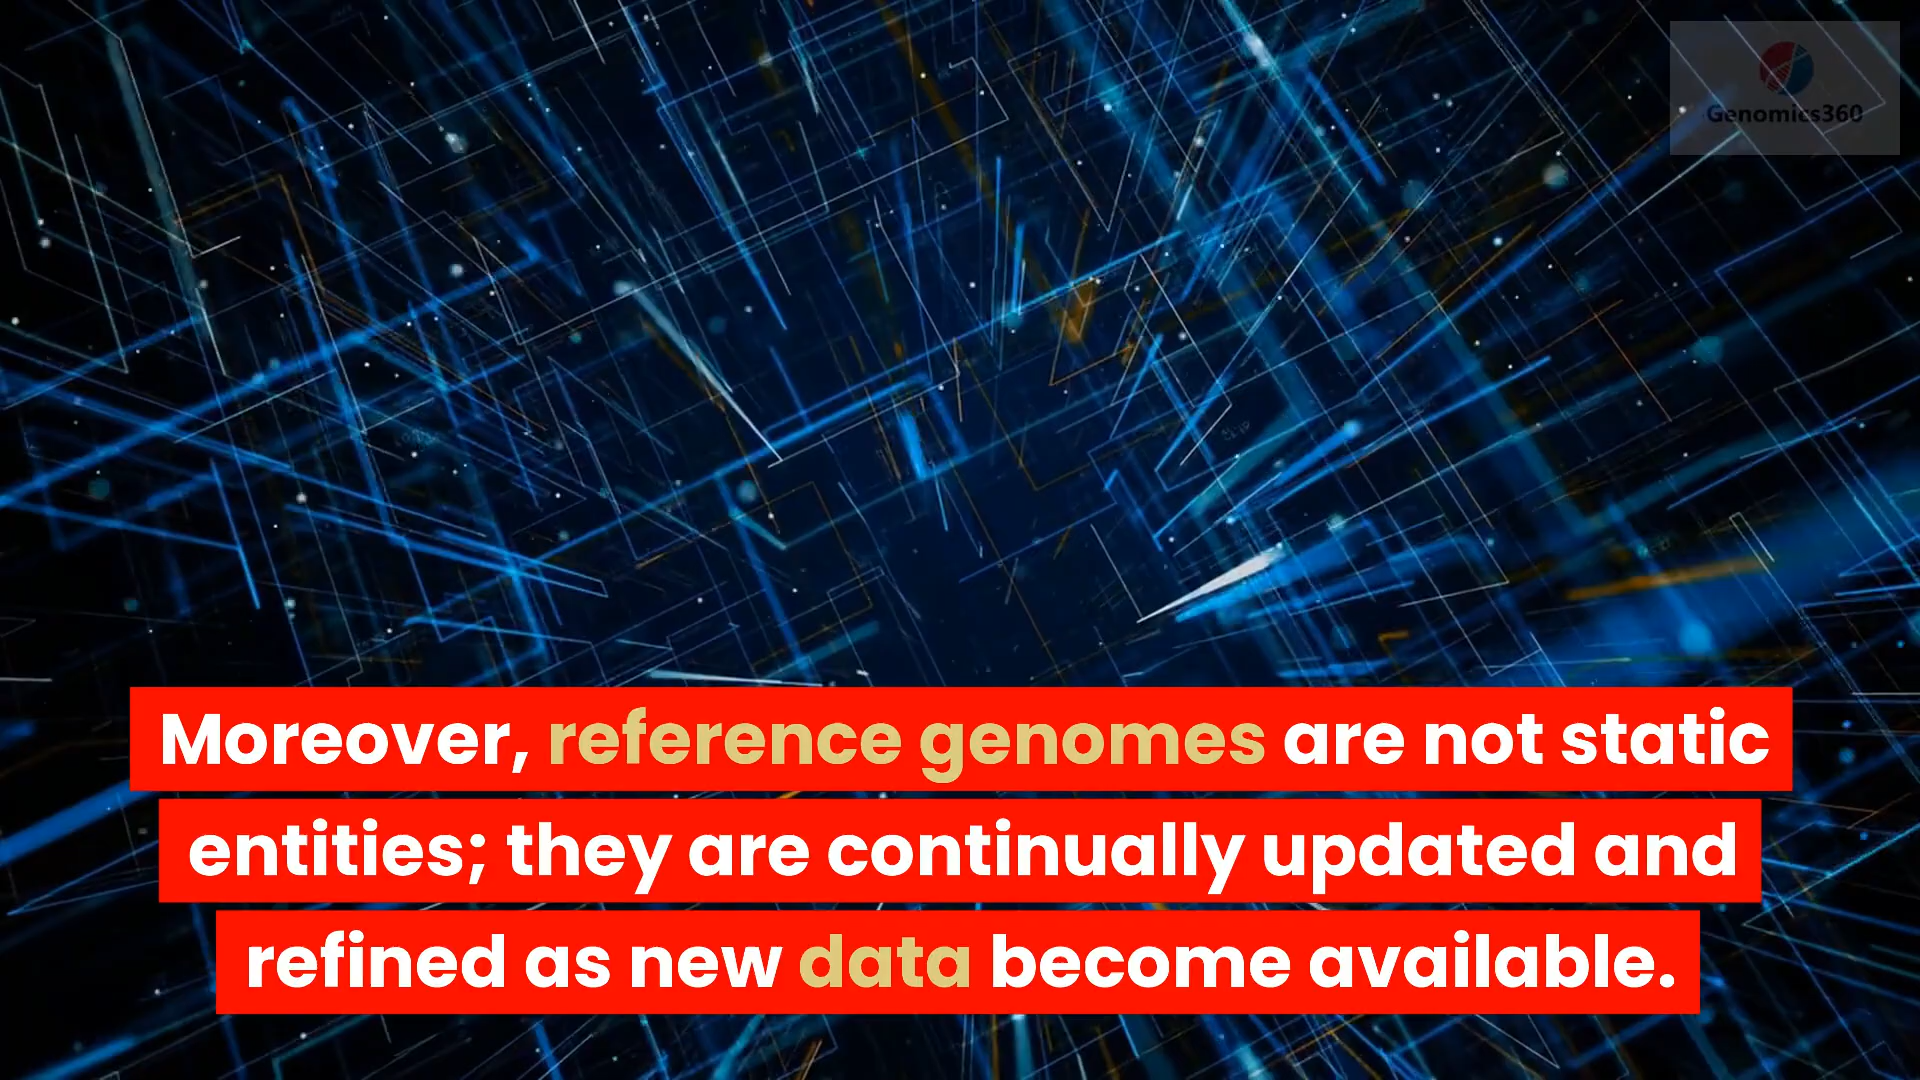 Genomics360
Moreover, reference genomes are not static
entities; they are continually updated and
refined as new data become available.